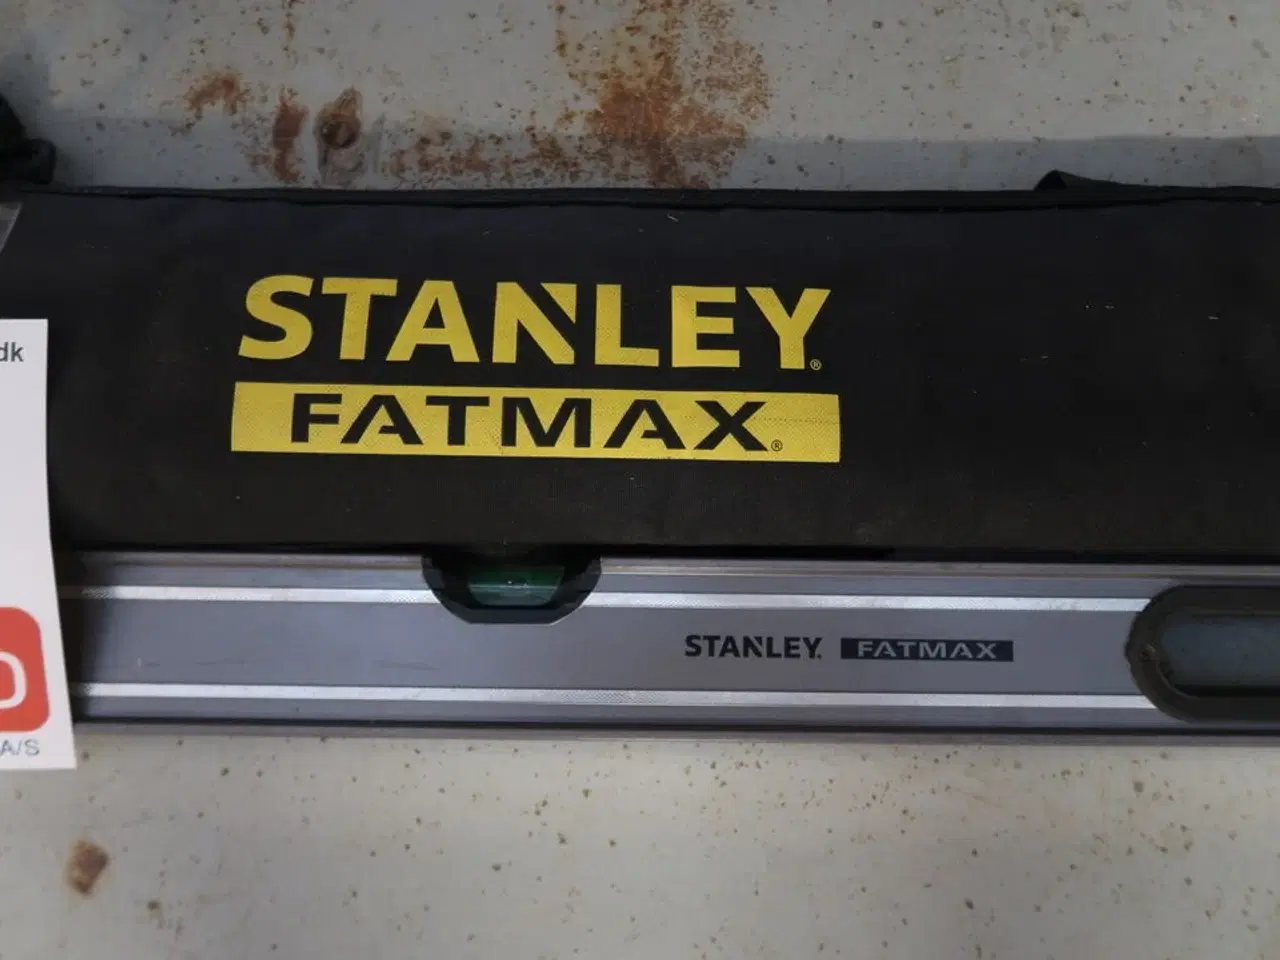 STANLEY®
FATMAX®
dk
STANLEY. FATMAX
A/S